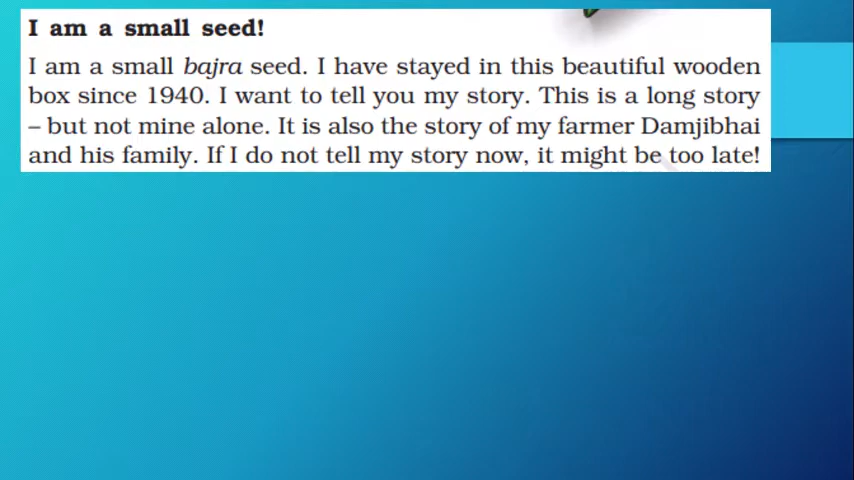 I am a small seed!
I am a small bajra seed. I have stayed in this beautiful wooden
box since 1940. I want to tell you my story. This is a long story
– but not mine alone. It is also the story of my farmer Damjibhai
and his family. If I do not tell my story now, it might be too late!